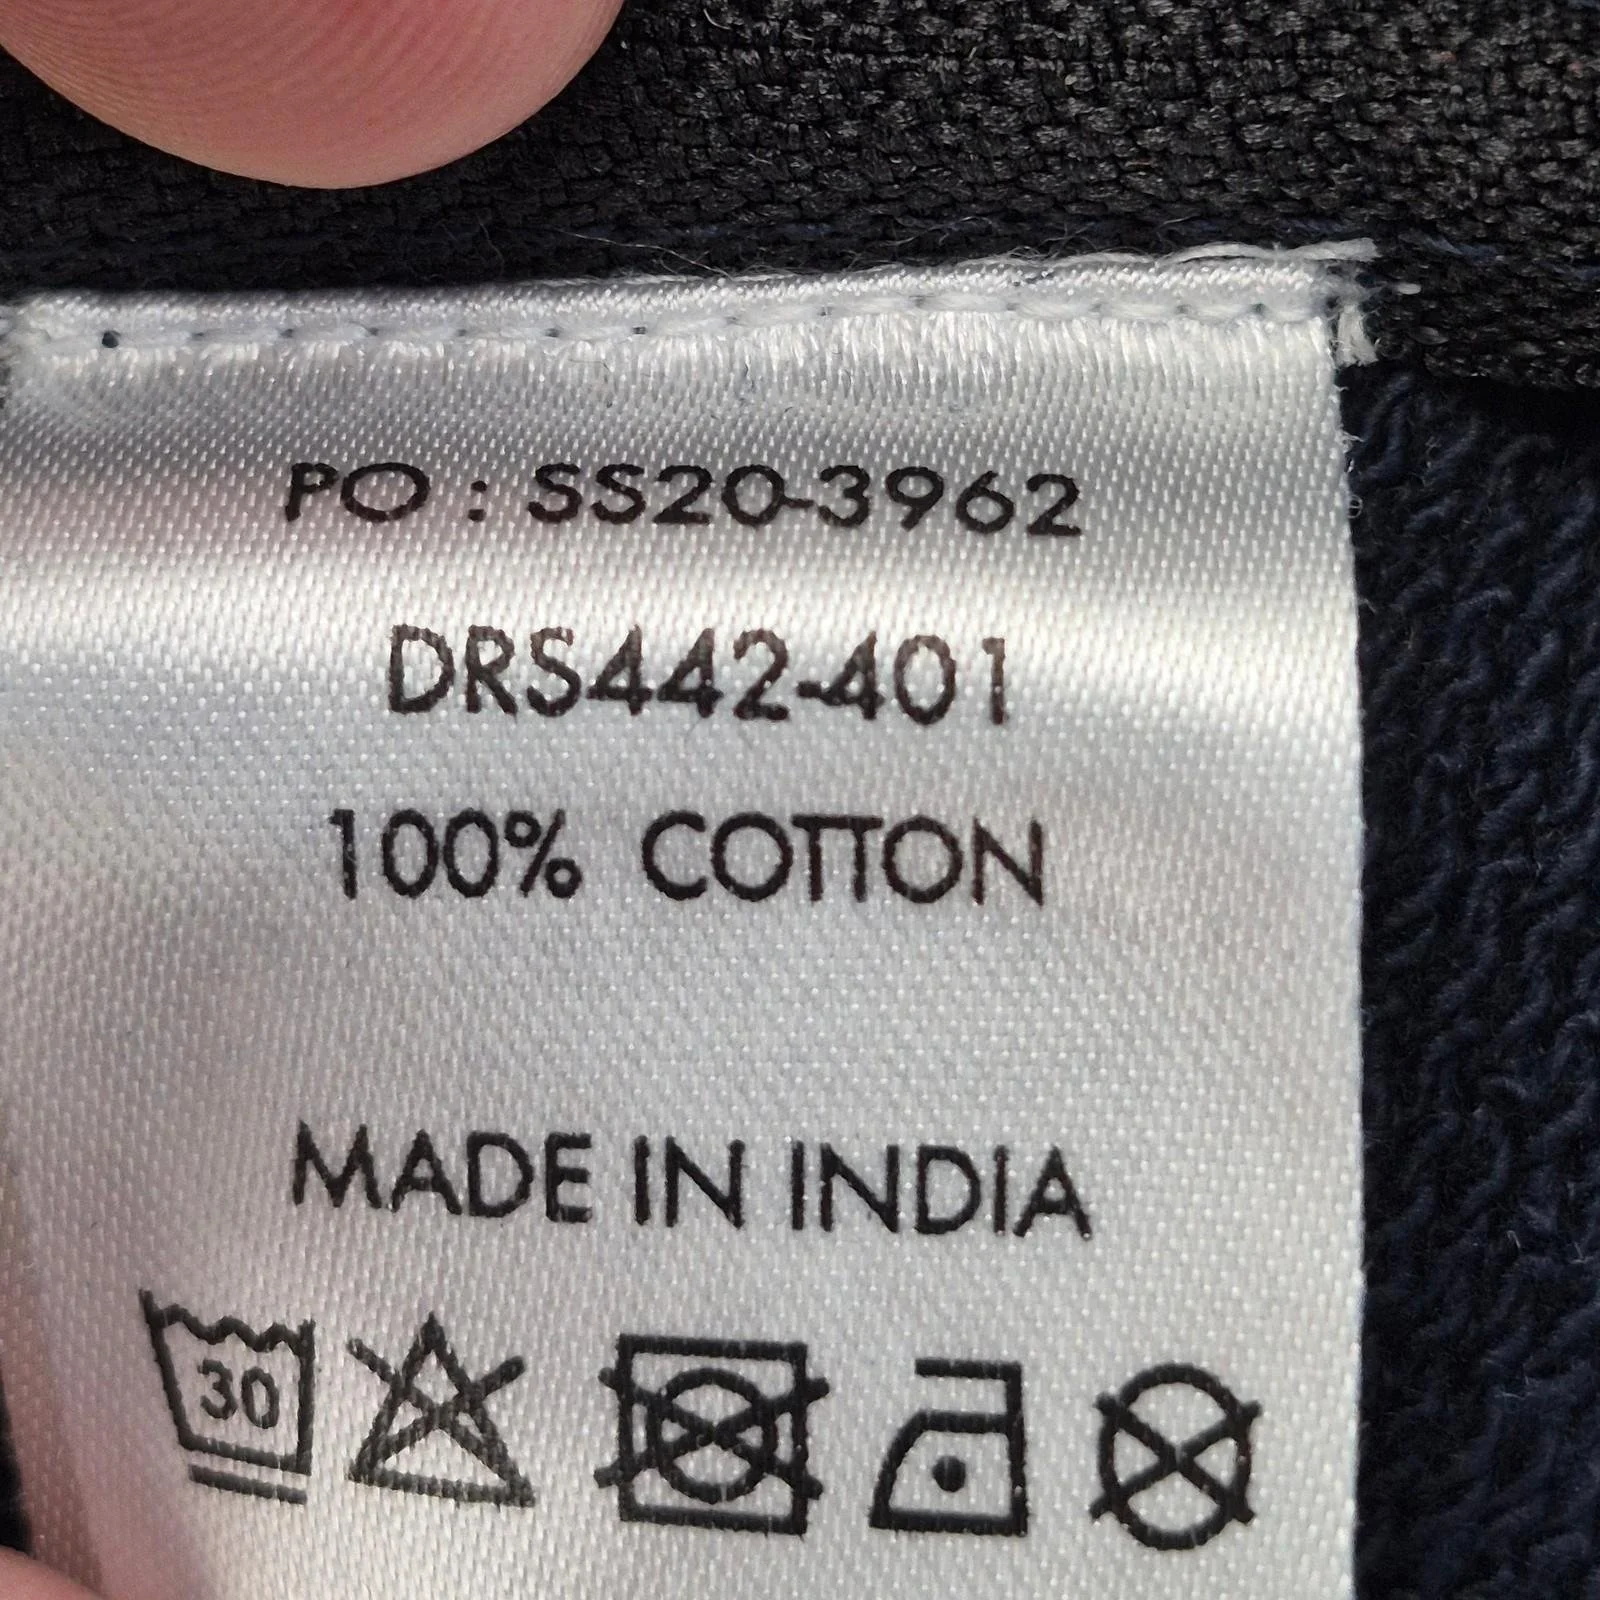 PO : SS20-3962
DRS442-401
100% COTTON
MADE IN INDIA
30